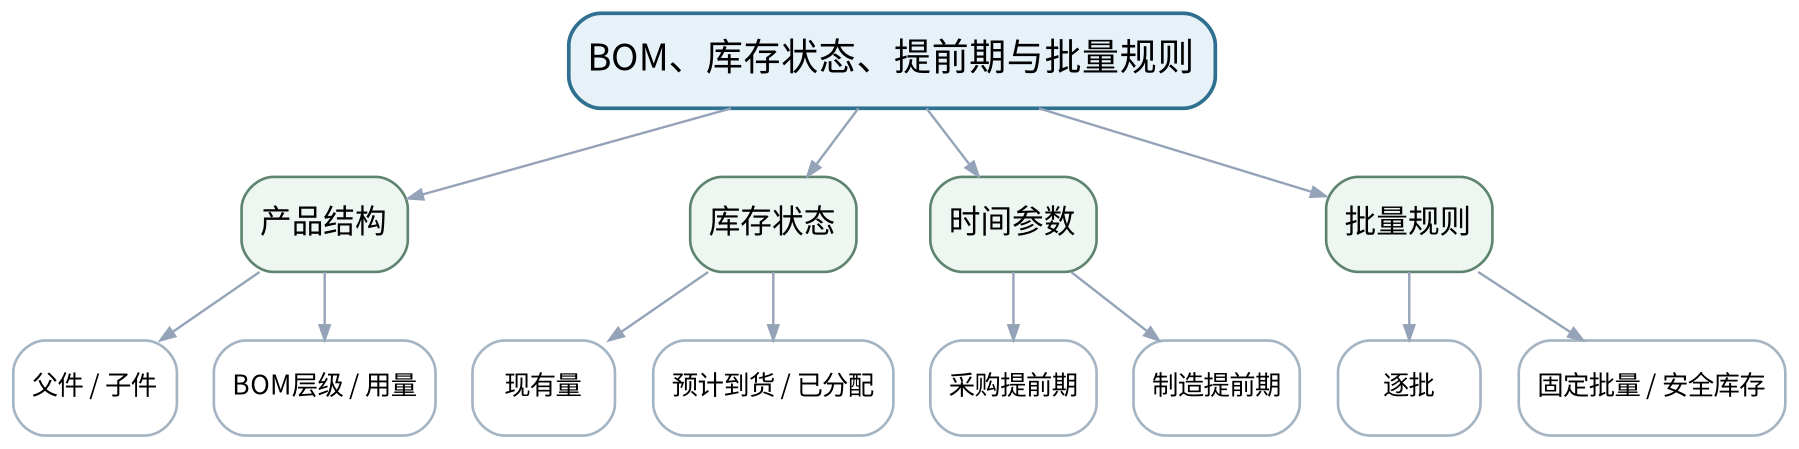 BOM、库存状态、提前期与批量规则
产品结构
库存状态
时间参数
批量规则
父件 / 子件
BOM层级 / 用量
现有量
预计到货 / 已分配
采购提前期
制造提前期
逐批
固定批量 / 安全库存